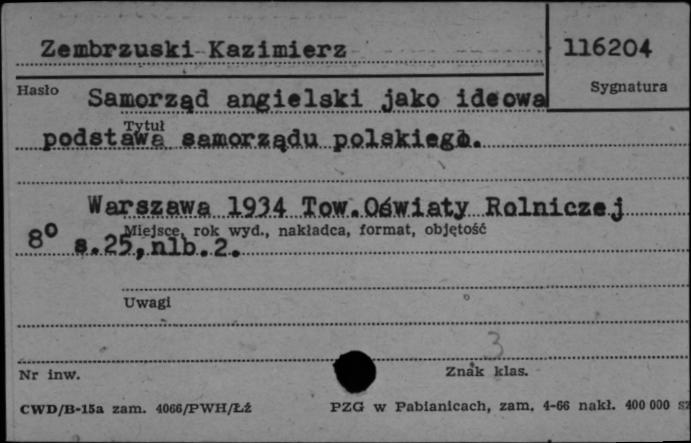 Zembrzuski Kazimierz
116204
Hasło
Sygnatura
Samorząd angielski jako ideowa
Tytuł
podstawa samorządu polskiego.
Warszawa 1934 Tow.Oświaty Rolniczej
Miejsce, rok wyd., nakładca, format, objętość
8° s.25,nlb.2.
Uwagi
3
Nr inw.
Znak klas.
CWD/B-15a zam. 4066/PWH/Łź
PZG w Pabianicach, zam. 4-66 nakł. 400 000